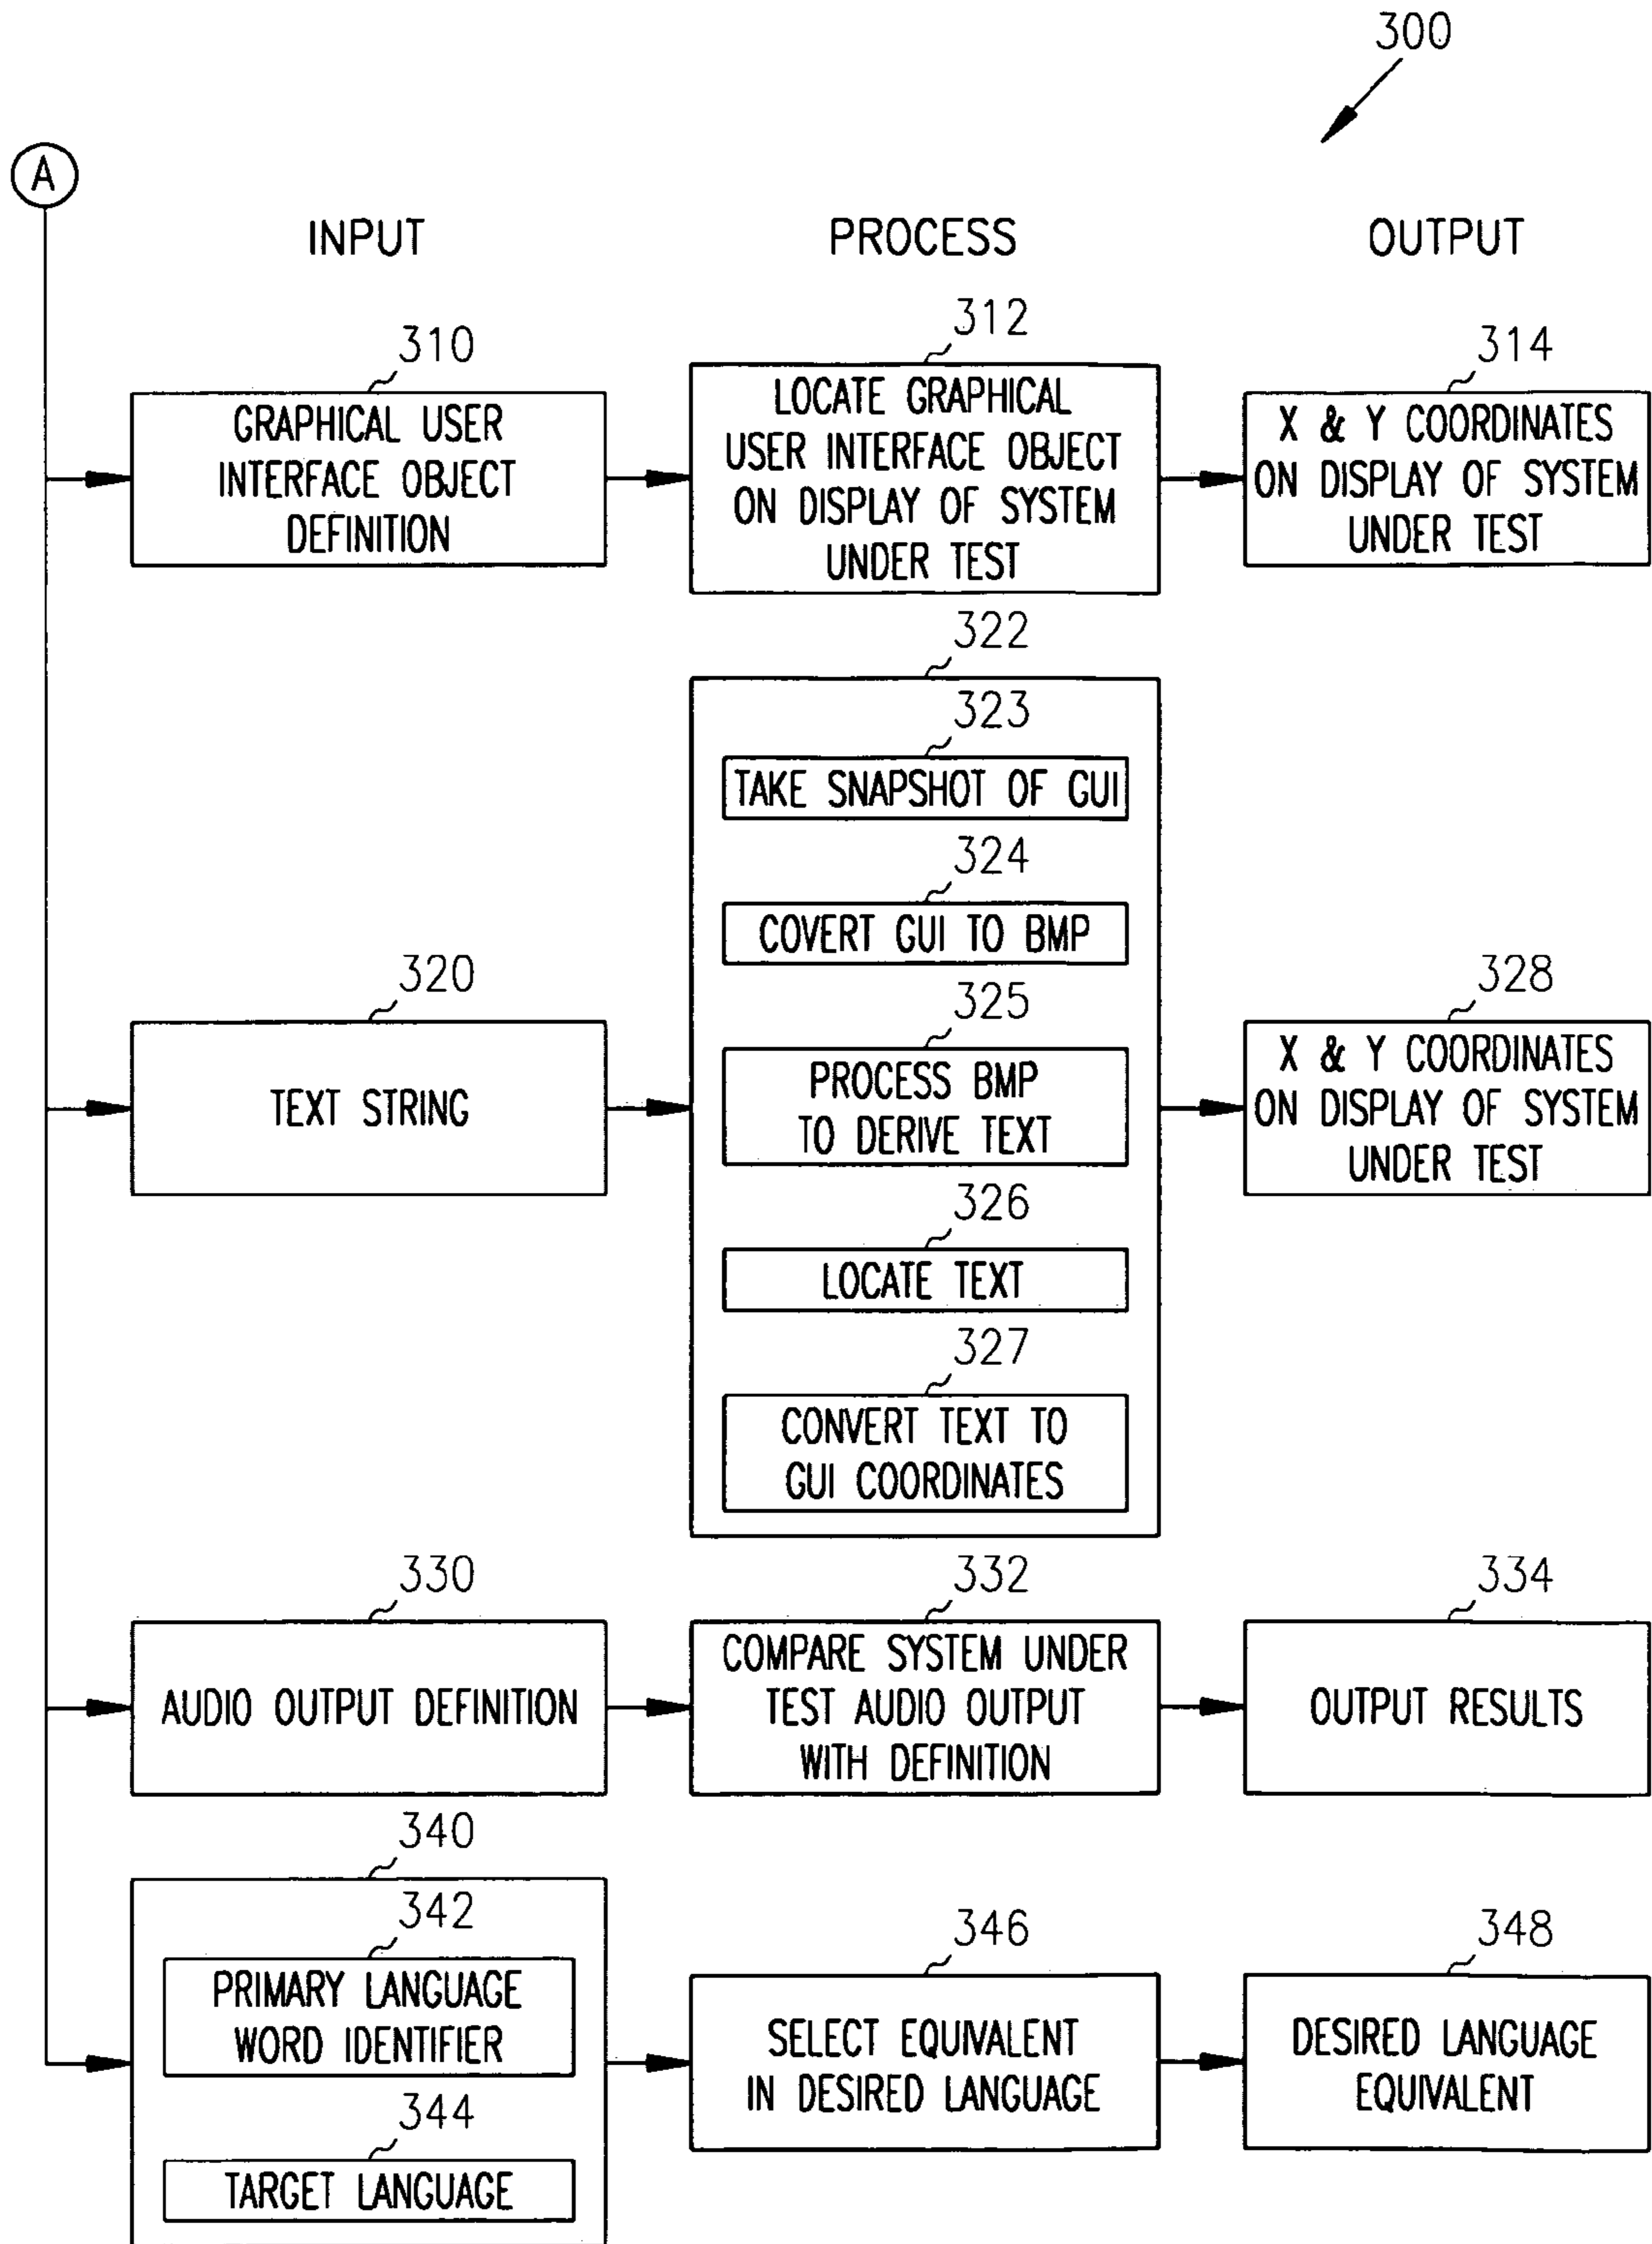 300
A
INPUT
PROCESS
OUTPUT
310
GRAPHICAL USER
INTERFACE OBJECT
DEFINITION
312
LOCATE GRAPHICAL
USER INTERFACE OBJECT
ON DISPLAY OF SYSTEM
UNDER TEST
314
X & Y COORDINATES
ON DISPLAY OF SYSTEM
UNDER TEST
320
TEXT STRING
322
323
TAKE SNAPSHOT OF GUI
324
COVERT GUI TO BMP
325
PROCESS BMP
TO DERIVE TEXT
326
LOCATE TEXT
327
CONVERT TEXT TO
GUI COORDINATES
328
X & Y COORDINATES
ON DISPLAY OF SYSTEM
UNDER TEST
330
AUDIO OUTPUT DEFINITION
332
COMPARE SYSTEM UNDER
TEST AUDIO OUTPUT
WITH DEFINITION
334
OUTPUT RESULTS
340
342
PRIMARY LANGUAGE
WORD IDENTIFIER
344
TARGET LANGUAGE
346
SELECT EQUIVALENT
IN DESIRED LANGUAGE
348
DESIRED LANGUAGE
EQUIVALENT